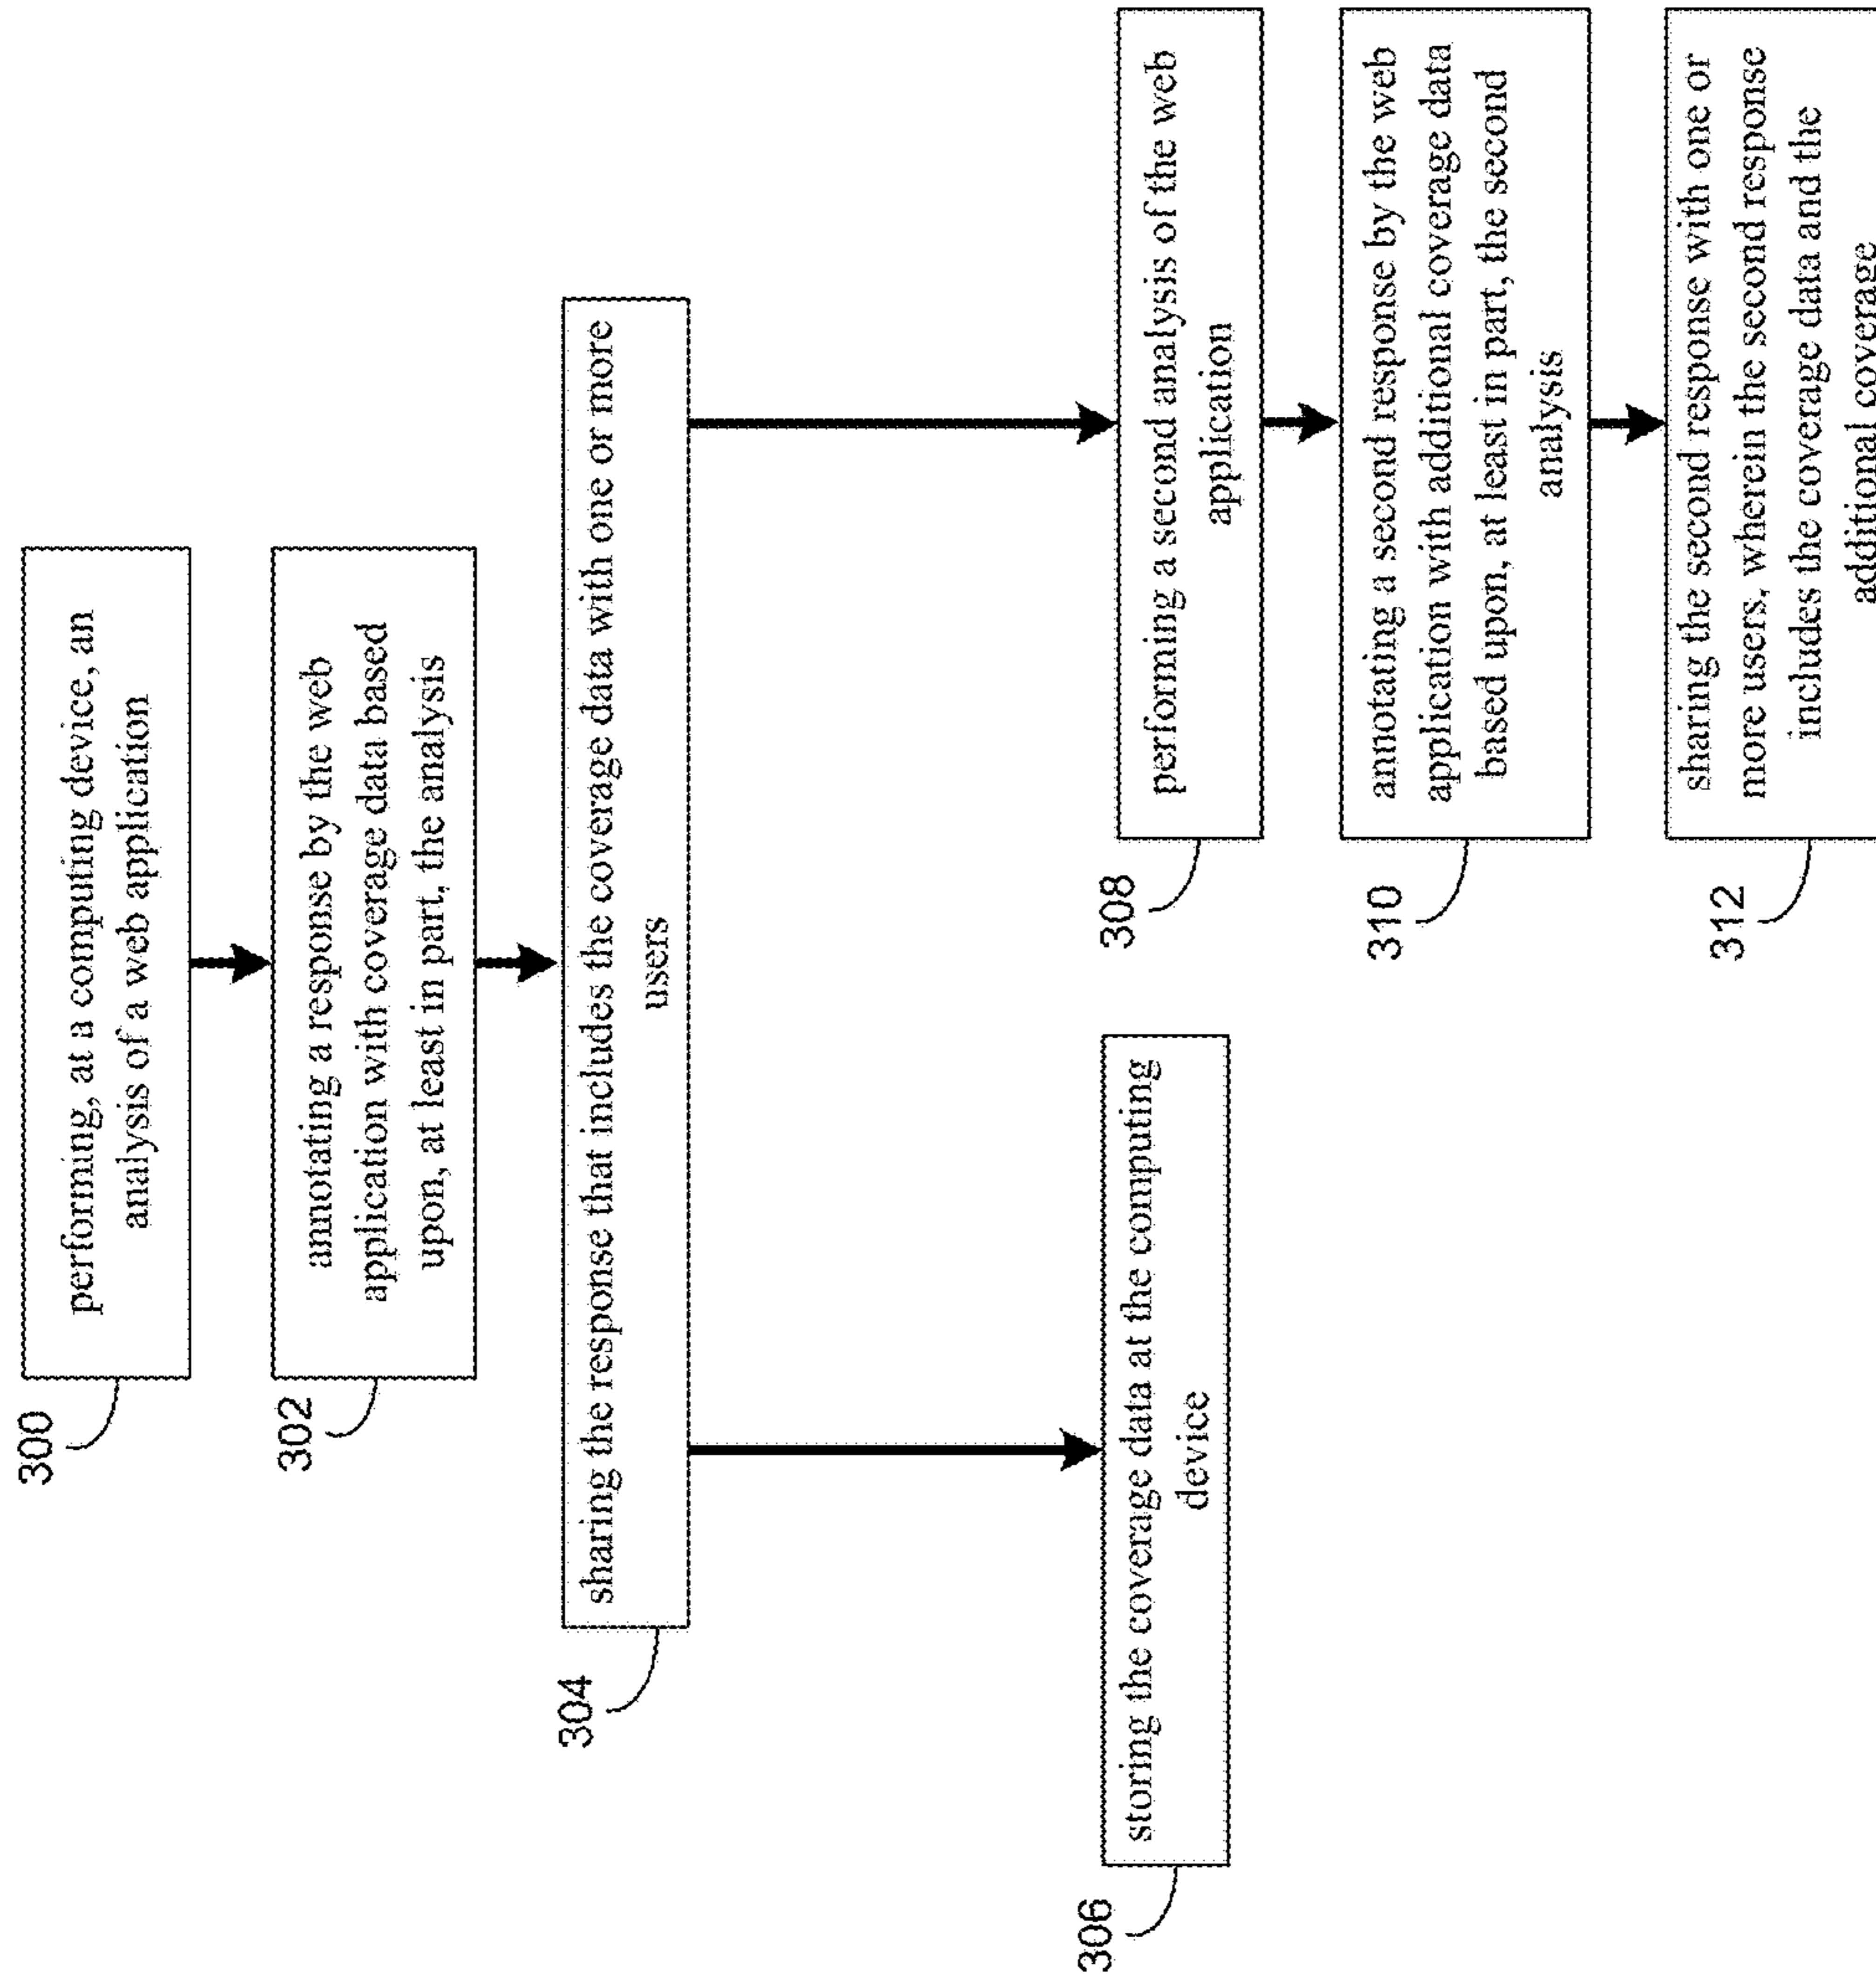 300
performing, at a computing device, an
analysis of a web application
302
annotating a response by the web
application with coverage data based
upon, at least in part, the analysis
304
sharing the response that includes the coverage data with one or more
users
306
storing the coverage data at the computing
device
308
performing a second analysis of the web
application
310
annotating a second response by the web
application with additional coverage data
based upon, at least in part, the second
analysis
312
sharing the second response with one or
more users, wherein the second response
includes the coverage data and the
additional coverage